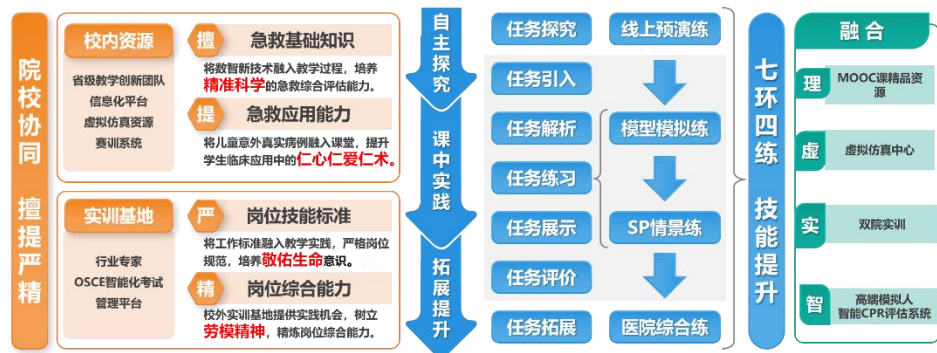 院校协同 擅提严精
校内资源
省级教学创新团队
信息化平台
虚拟仿真资源
赛训系统
擅
急救基础知识
将数智新技术融入教学过程，培养
精准科学的急救综合评估能力。
提
急救应用能力
将儿童意外真实病例融入课堂，提升
学生临床应用中的仁心仁爱仁术。
实训基地
行业专家
OSCE智能化考试
管理平台
严
岗位技能标准
将工作标准融入教学实践，严格岗位
规范，培养敬佑生命意识。
精
岗位综合能力
校外实训基地提供实践机会，树立
劳模精神，精炼岗位综合能力。
自主探究
课中实践
拓展提升
任务探究
任务引入
任务解析
任务练习
任务展示
任务评价
任务拓展
线上预演练
模型模拟练
SP情景练
医院综合练
七环四练 技能提升
融合
理
MOOC课精品资
源
虚
虚拟仿真中心
实
双院实训
智
高端模拟人
智能CPR评估系统